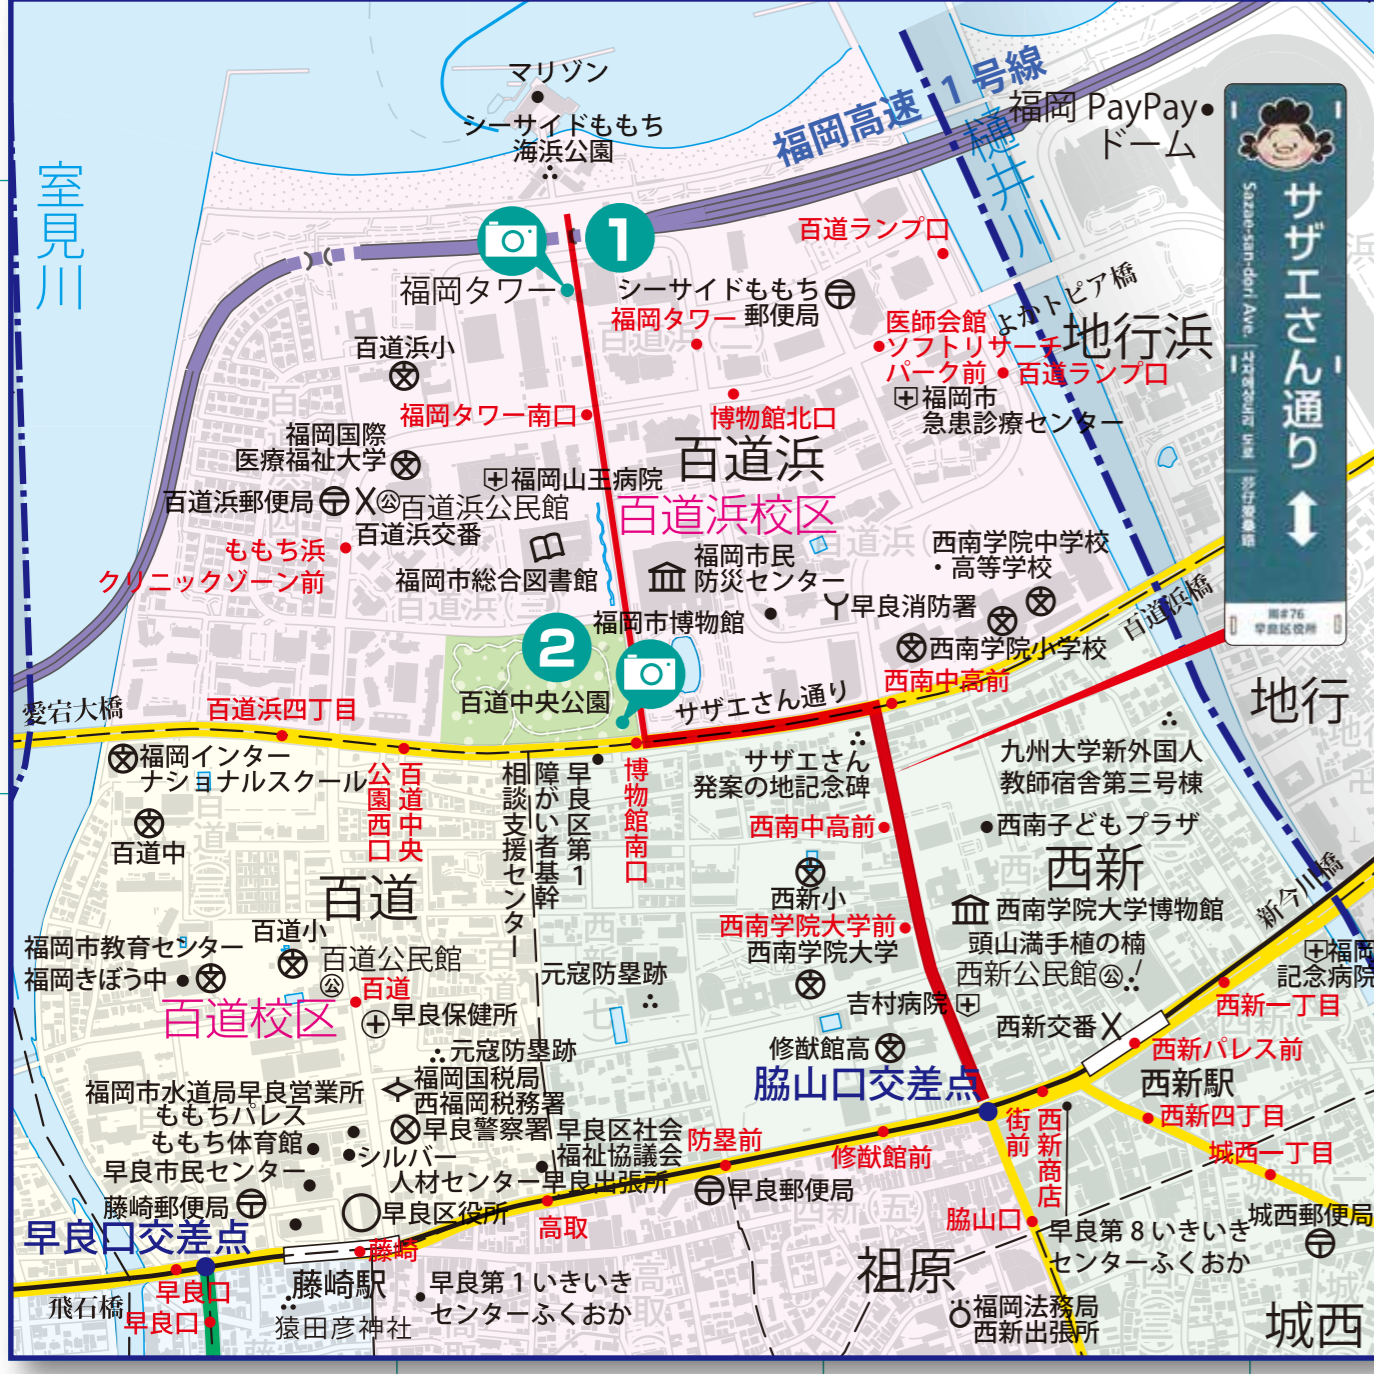 マリゾン
シーサイドももち
海浜公園
福岡高速 1 号線
樋井川
福岡 PayPay
ドーム
室見川
サザエさん通り
Sazae-san-dori Ave.
早良区役所
1
百道ランプ口
福岡タワー
シーサイドももち
郵便局
福岡タワー
よかトピア橋
地行浜
医師会館
ソフトリサーチ
パーク前
百道ランプ口
百道浜小
福岡タワー南口
博物館北口
福岡市
急患診療センター
福岡国際
医療福祉大学
百道浜
福岡山王病院
百道浜郵便局
公
百道浜公民館
百道浜校区
百道浜交番
ももち浜
クリニックゾーン前
福岡市総合図書館
福岡市民
防災センター
西南学院中学校
・高等学校
早良消防署
福岡市博物館
西南学院小学校
百道浜橋
2
百道中央公園
サザエさん通り
西南中高前
地行
愛宕大橋
百道浜四丁目
福岡インター
ナショナルスクール
百道中央
公園西口
早良区第1
障がい者基幹
相談支援センター
博物館南口
サザエさん
発案の地記念碑
九州大学新外国人
教師宿舎第三号棟
西南中高前
西南子どもプラザ
百道中
百道
西新小
西新
新今川橋
西南学院大学前
西南学院大学
西南学院大学博物館
頭山満手植の楠
西新公民館
公
福岡市教育センター
福岡きぼう中
百道小
百道公民館
公
百道
百道校区
早良保健所
元寇防塁跡
吉村病院
福岡
記念病院
西新一丁目
西新交番
修猷館高
西新パレス前
元寇防塁跡
福岡国税局
西福岡税務署
福岡市水道局早良営業所
ももちパレス
ももち体育館
早良警察署
シルバー
人材センター早良出張所
早良区社会
福祉協議会
脇山口交差点
西新駅
西新四丁目
西新商店
街前
城西一丁目
防塁前
修猷館前
早良市民センター
藤崎郵便局
早良区役所
早良郵便局
高取
脇山口
早良第 8 いきいき
センターふくおか
城西郵便局
早良口交差点
藤崎
藤崎駅
早良口
早良口
飛石橋
猿田彦神社
早良第 1 いきいき
センターふくおか
祖原
福岡法務局
西新出張所
城西